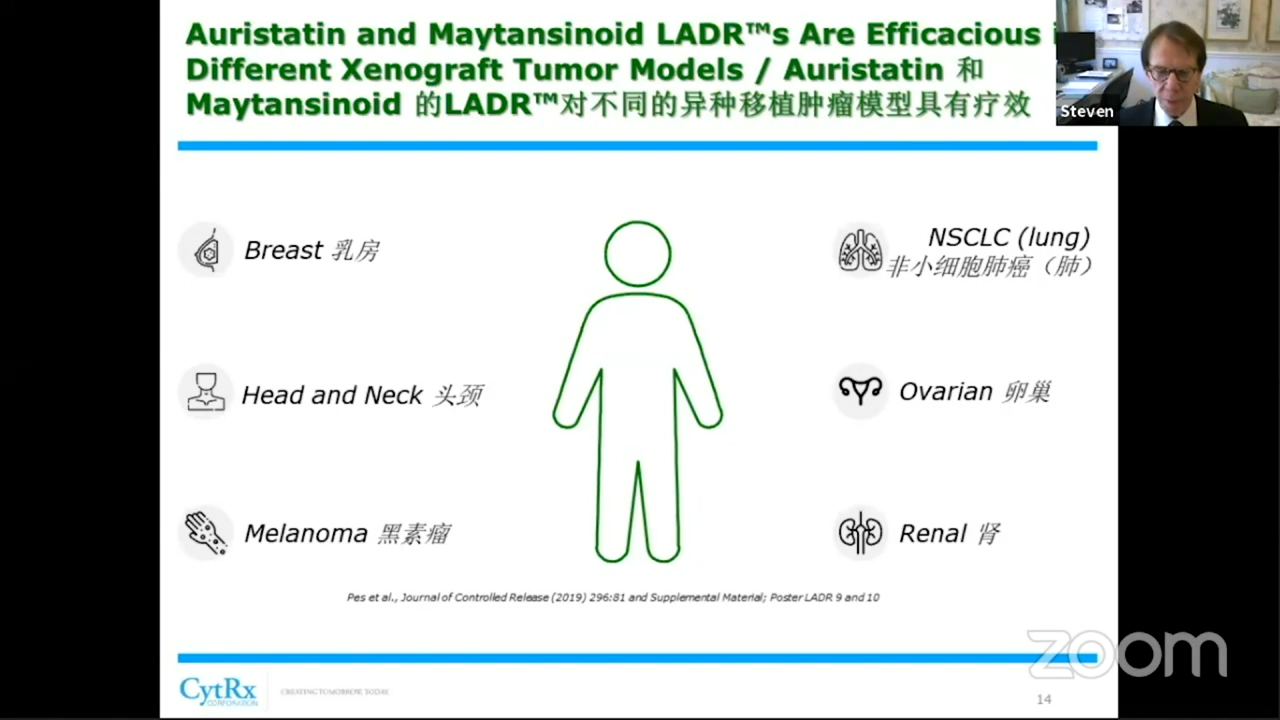 Auristatin and Maytansinoid LADR™s Are Efficacious
Different Xenograft Tumor Models / Auristatin 和
Maytansinoid 的LADR™对不同的异种移植肿瘤模型具有疗效
Steven
Breast 乳房
NSCLC (lung)
非小细胞肺癌（肺）
Head and Neck 头颈
Ovarian 卵巢
Melanoma 黑素瘤
Renal 肾
Pes et al., Journal of Controlled Release (2019) 296:81 and Supplemental Material; Poster LADR 9 and 10
zoom
CytRx
CORPORATION
CREATING TOMORROW TODAY
14